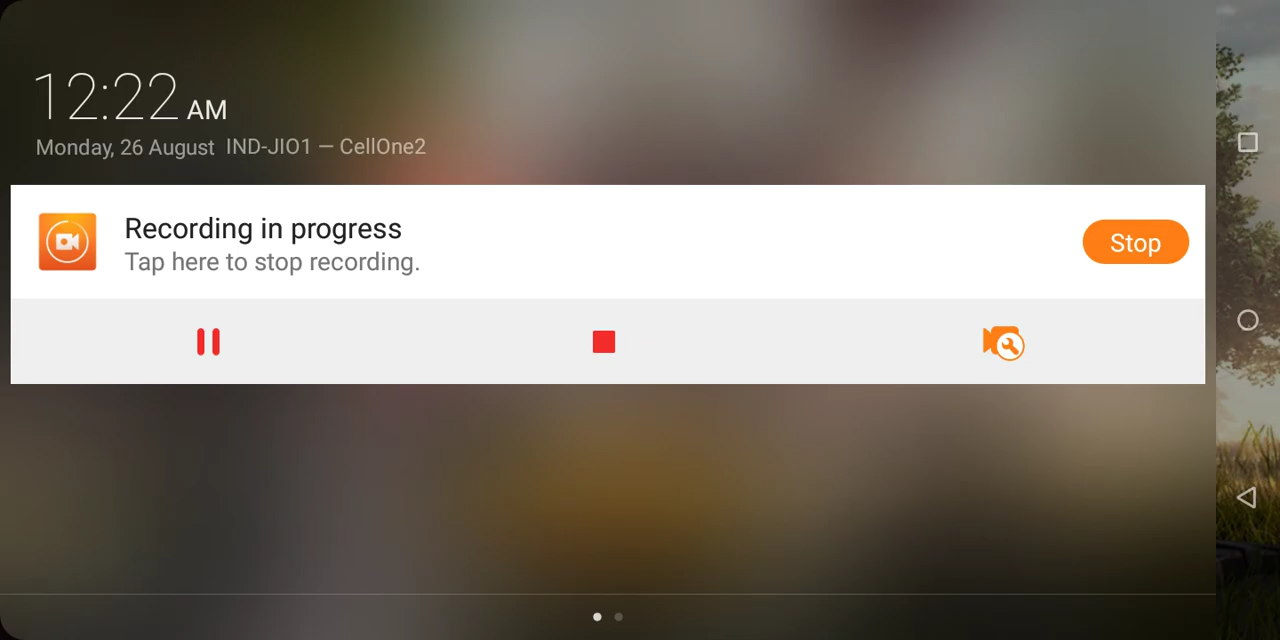 12:22 AM
Monday, 26 August IND-JIO1 — CellOne2
Recording in progress
Tap here to stop recording.
Stop